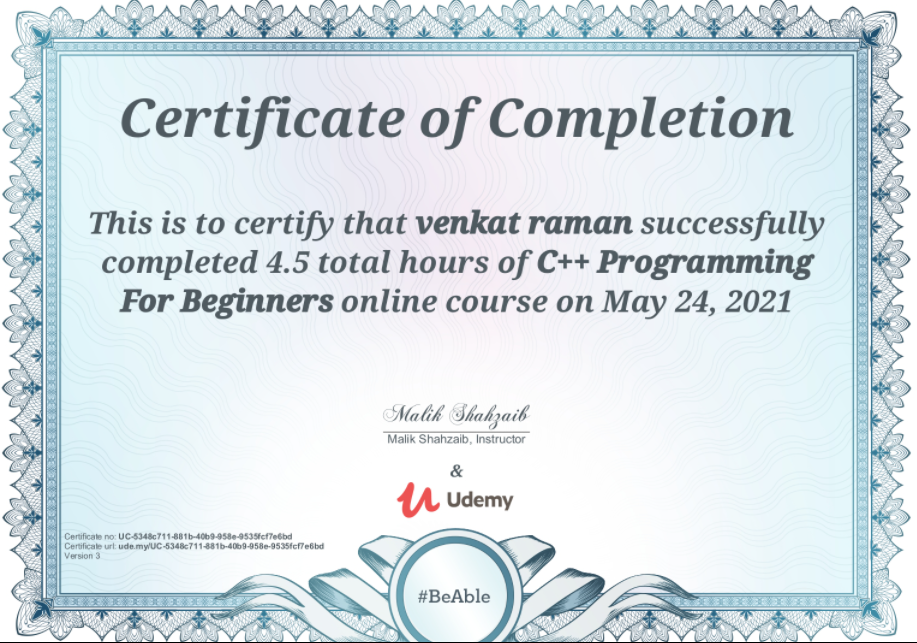 Certificate of Completion
This is to certify that venkat raman successfully
completed 4.5 total hours of C++ Programming
For Beginners online course on May 24, 2021
Malik Shahzaib
Malik Shahzaib, Instructor
&
Udemy
Certificate no: UC-5348c711-881b-40b9-958e-9535fcf7e6bd
Certificate url: ude.my/UC-5348c711-881b-40b9-958e-9535fcf7e6bd
Version 3
#BeAble